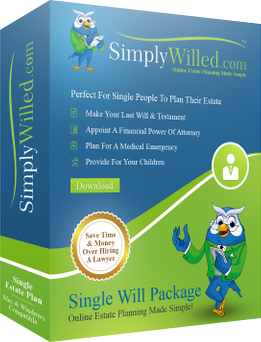 SimplyWilled.com
Online Estate Planning Made Simple
Perfect For Single People To Plan Their Estate
Make Your Last Will & Testament
Appoint A Financial Power Of Attorney
Plan For A Medical Emergency
Provide For Your Children
Download
Save Time
& Money
Over Hiring
A Lawyer
Single Will Package
Online Estate Planning Made Simple!
SimplyWilled.com
Single
Estate Plan
Mac & Windows
Compatible